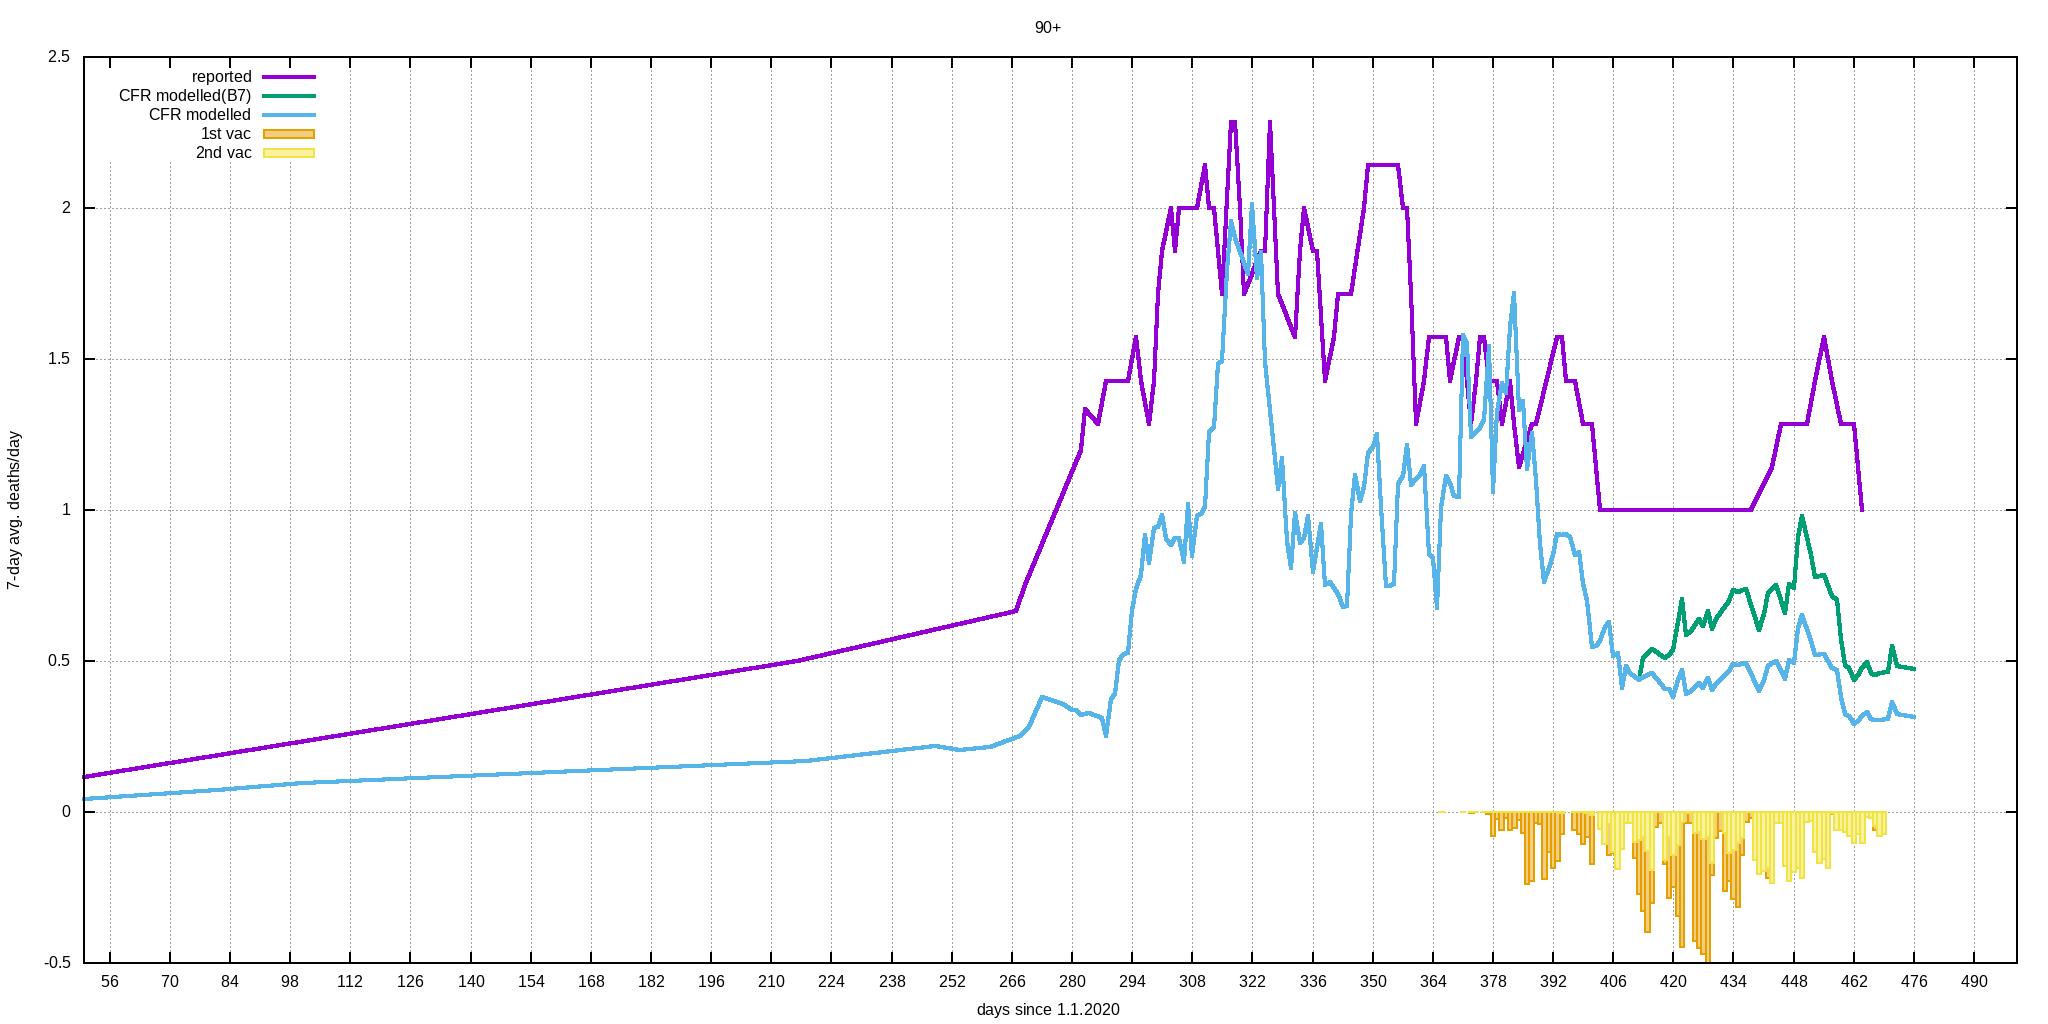 90+
reported
CFR modelled(B7)
CFR modelled
1st vac
2nd vac
2.5
2
1.5
1
0.5
0
-0.5
7-day avg. deaths/day
56 70 84 98 112 126 140 154 168 182 196 210 224 238 252 266 280 294 308 322 336 350 364 378 392 406 420 434 448 462 476 490
days since 1.1.2020